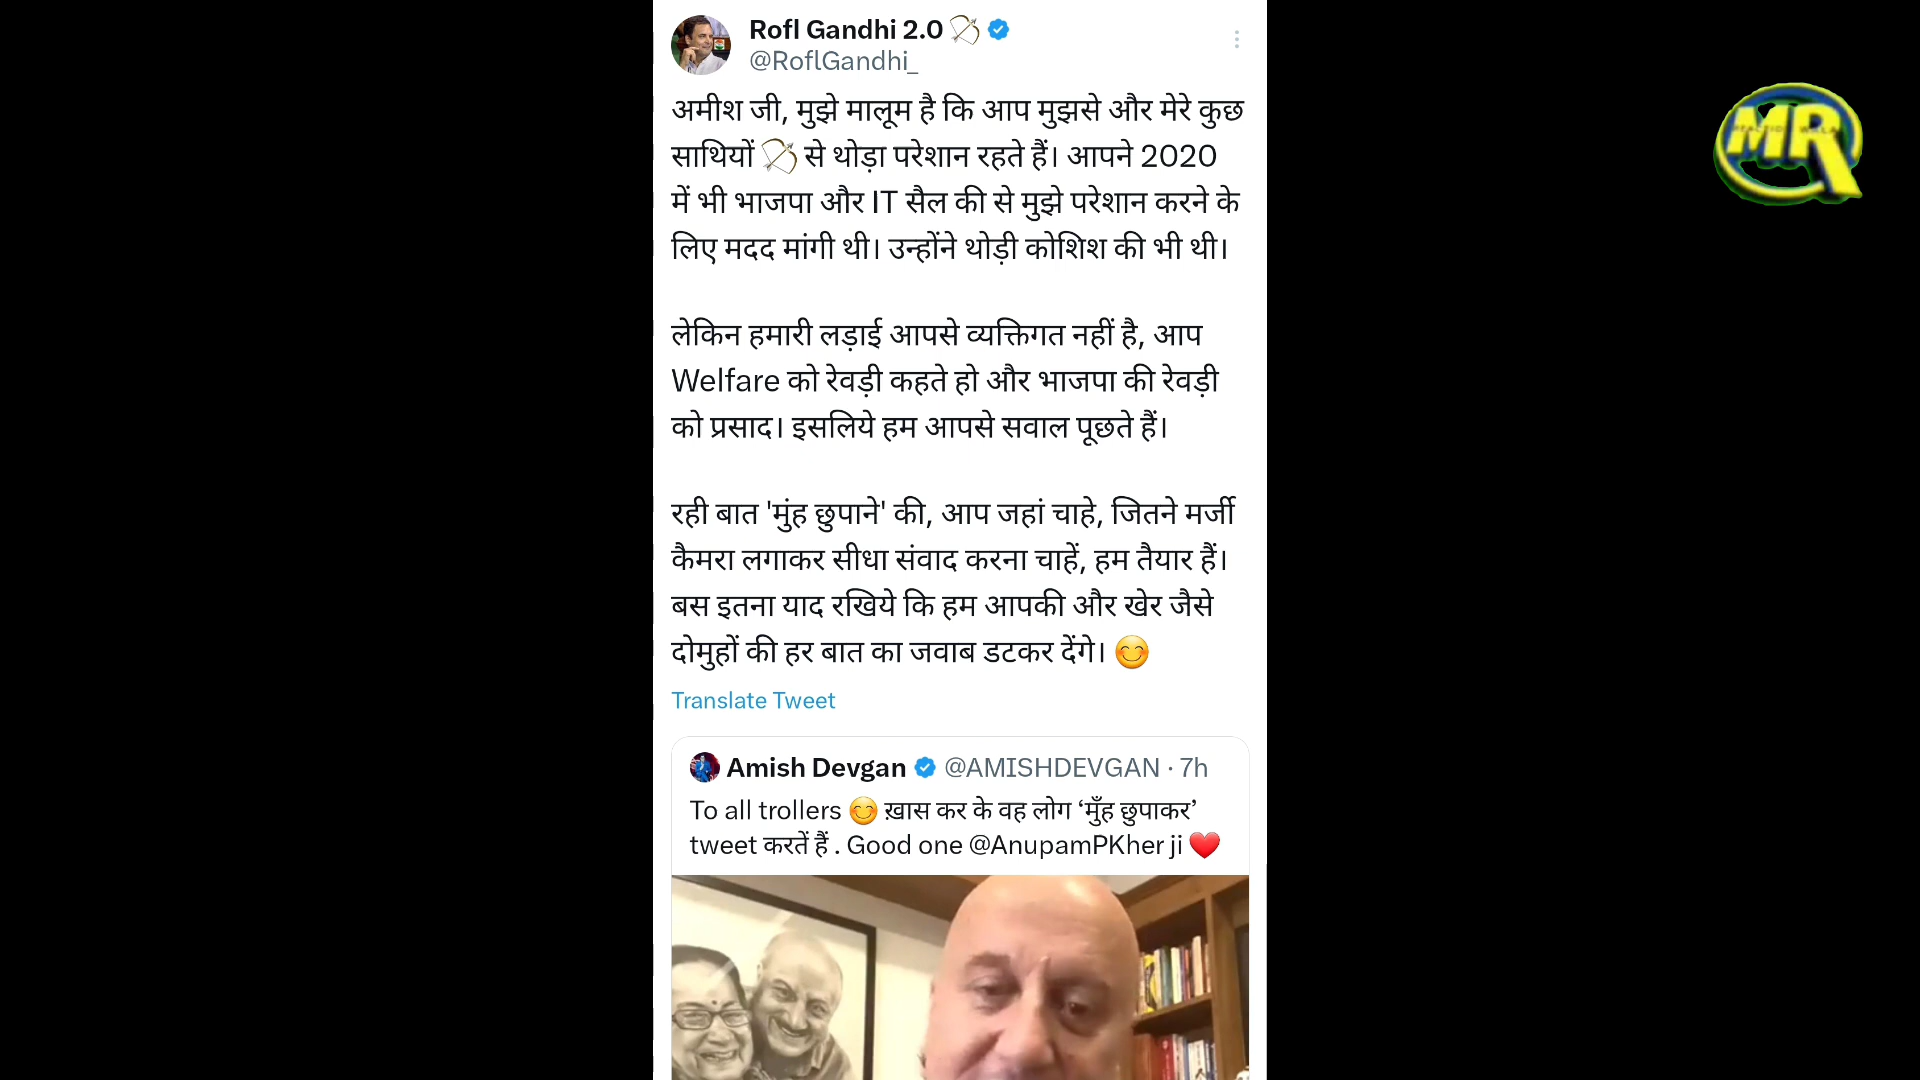 Rofl Gandhi 2.0 🏹
@RoflGandhi_
अमीश जी, मुझे मालूम है कि आप मुझसे और मेरे कुछ
साथियों 🏹 से थोड़ा परेशान रहते हैं। आपने 2020
में भी भाजपा और IT सैल की से मुझे परेशान करने के
लिए मदद मांगी थी। उन्होंने थोड़ी कोशिश की भी थी।
लेकिन हमारी लड़ाई आपसे व्यक्तिगत नहीं है, आप
Welfare को रेवड़ी कहते हो और भाजपा की रेवड़ी
को प्रसाद। इसलिये हम आपसे सवाल पूछते हैं।
रही बात 'मुंह छुपाने' की, आप जहां चाहे, जितने मर्जी
कैमरा लगाकर सीधा संवाद करना चाहें, हम तैयार हैं।
बस इतना याद रखिये कि हम आपकी और खेर जैसे
दोमुहों की हर बात का जवाब डटकर देंगे। 😊
Translate Tweet
Amish Devgan @AMISHDEVGAN · 7h
To all trollers 😊 ख़ास कर के वह लोग ‘मुँह छुपाकर’
tweet करतें हैं . Good one @AnupamPKher ji ❤️
MR